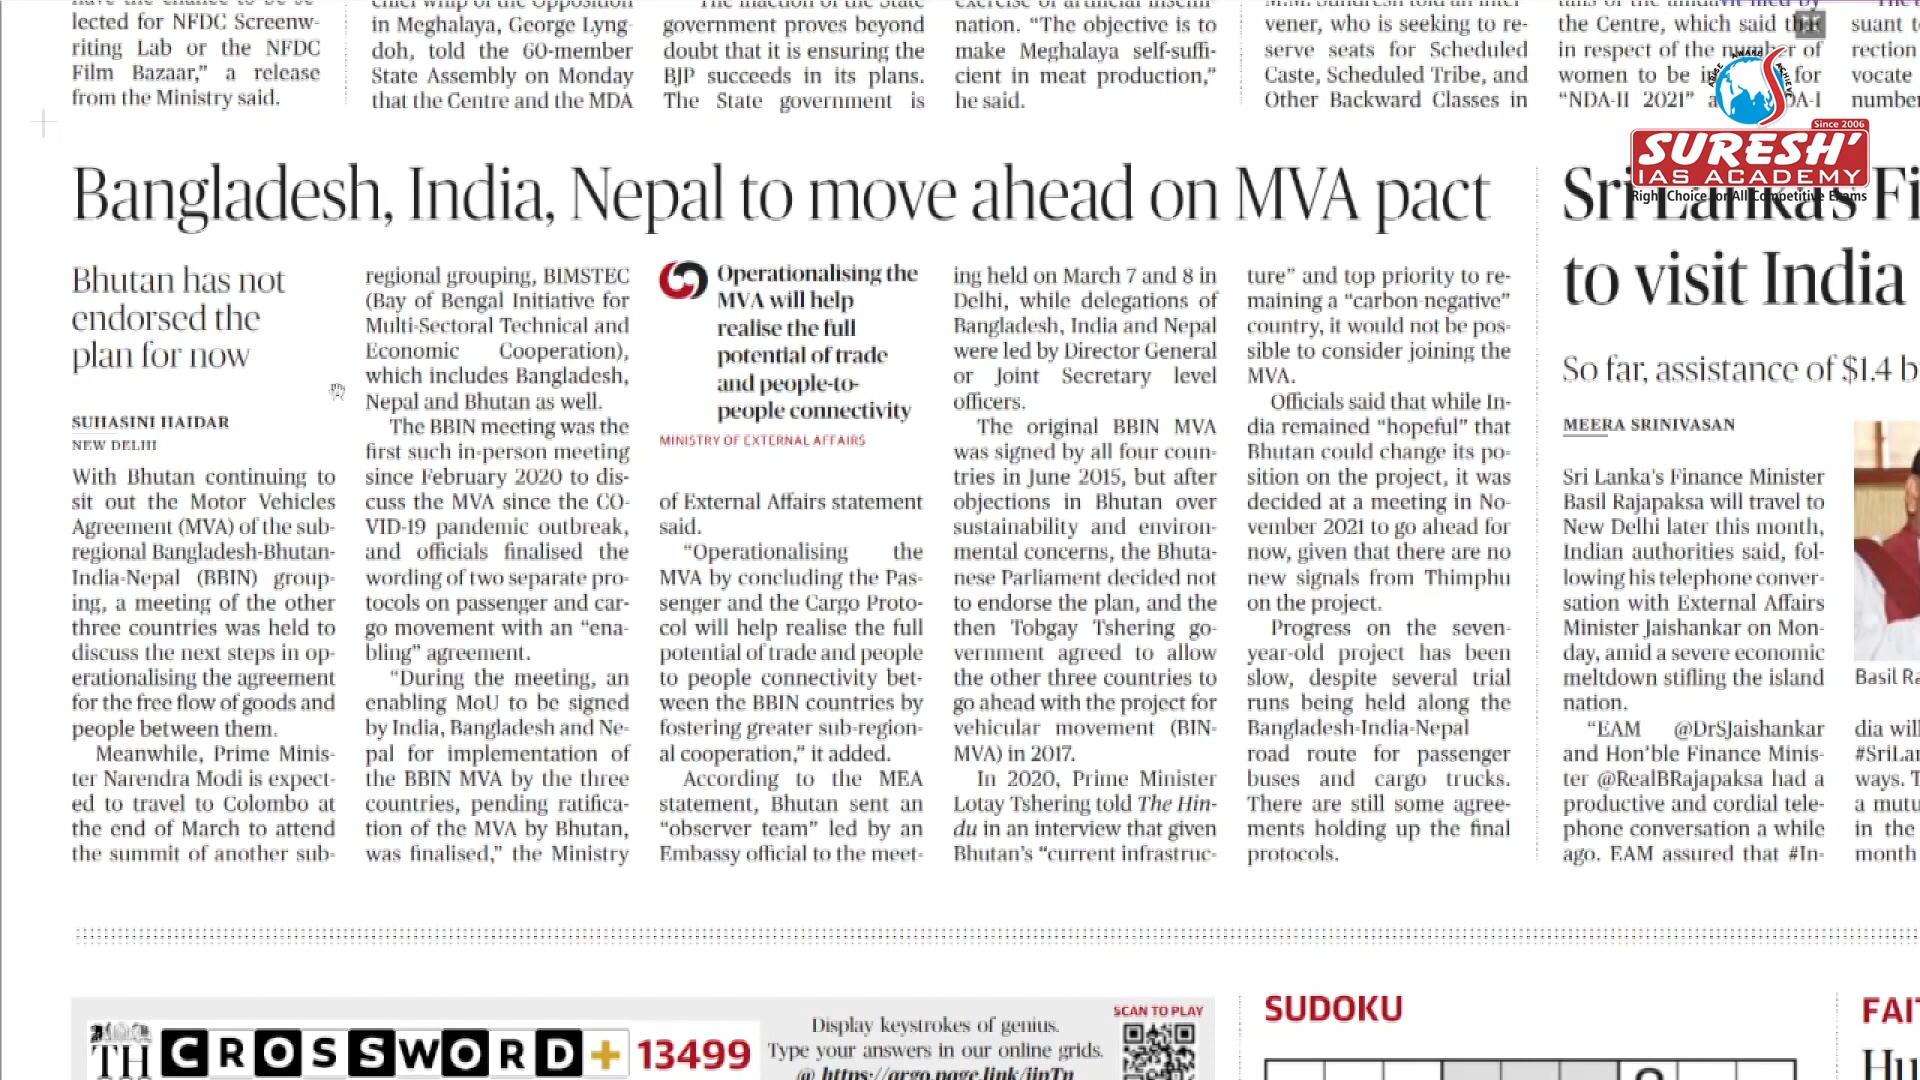 lected for NFDC Screenw-
riting Lab or the NFDC
Film Bazaar,” a release
from the Ministry said.
in Meghalaya, George Lyng-
doh, told the 60-member
State Assembly on Monday
that the Centre and the MDA
government proves beyond
doubt that it is ensuring the
BJP succeeds in its plans.
The State government is
nation. “The objective is to
make Meghalaya self-suffi-
cient in meat production,”
he said.
vener, who is seeking to re-
serve seats for Scheduled
Caste, Scheduled Tribe, and
Other Backward Classes in
the Centre, which said that
in respect of the number of
women to be in for
“NDA-II 2021”
suant
rection
vocate
number
Since 2006
SURESH'
IAS ACADEMY
Right Choice for All Competitive Exams
Bangladesh, India, Nepal to move ahead on MVA pact
Bhutan has not
endorsed the
plan for now
SUHASINI HAIDAR
NEW DELHI
With Bhutan continuing to
sit out the Motor Vehicles
Agreement (MVA) of the sub-
regional Bangladesh-Bhutan-
India-Nepal (BBIN) group-
ing, a meeting of the other
three countries was held to
discuss the next steps in op-
erationalising the agreement
for the free flow of goods and
people between them.
Meanwhile, Prime Minis-
ter Narendra Modi is expect-
ed to travel to Colombo at
the end of March to attend
the summit of another sub-
regional grouping, BIMSTEC
(Bay of Bengal Initiative for
Multi-Sectoral Technical and
Economic Cooperation),
which includes Bangladesh,
Nepal and Bhutan as well.
The BBIN meeting was the
first such in-person meeting
since February 2020 to dis-
cuss the MVA since the CO-
VID-19 pandemic outbreak,
and officials finalised the
wording of two separate pro-
tocols on passenger and car-
go movement with an “ena-
bling” agreement.
“During the meeting, an
enabling MoU to be signed
by India, Bangladesh and Ne-
pal for implementation of
the BBIN MVA by the three
countries, pending ratifica-
tion of the MVA by Bhutan,
was finalised,” the Ministry
Operationalising the
MVA will help
realise the full
potential of trade
and people-to-
people connectivity
MINISTRY OF EXTERNAL AFFAIRS
of External Affairs statement
said.
“Operationalising the
MVA by concluding the Pas-
senger and the Cargo Proto-
col will help realise the full
potential of trade and people
to people connectivity bet-
ween the BBIN countries by
fostering greater sub-region-
al cooperation,” it added.
According to the MEA
statement, Bhutan sent an
“observer team” led by an
Embassy official to the meet-
ing held on March 7 and 8 in
Delhi, while delegations of
Bangladesh, India and Nepal
were led by Director General
or Joint Secretary level
officers.
The original BBIN MVA
was signed by all four coun-
tries in June 2015, but after
objections in Bhutan over
sustainability and environ-
mental concerns, the Bhuta-
nese Parliament decided not
to endorse the plan, and the
then Tobgay Tshering go-
vernment agreed to allow
the other three countries to
go ahead with the project for
vehicular movement (BIN-
MVA) in 2017.
In 2020, Prime Minister
Lotay Tshering told The Hin-
du in an interview that given
Bhutan’s “current infrastruc-
ture” and top priority to re-
maining a “carbon-negative”
country, it would not be pos-
sible to consider joining the
MVA.
Officials said that while In-
dia remained “hopeful” that
Bhutan could change its po-
sition on the project, it was
decided at a meeting in No-
vember 2021 to go ahead for
now, given that there are no
new signals from Thimphu
on the project.
Progress on the seven-
year-old project has been
slow, despite several trial
runs being held along the
Bangladesh-India-Nepal
road route for passenger
buses and cargo trucks.
There are still some agree-
ments holding up the final
protocols.
Sri Lanka’s Fi
to visit India
So far, assistance of $1.4 b
MEERA SRINIVASAN
Sri Lanka’s Finance Minister
Basil Rajapaksa will travel to
New Delhi later this month,
Indian authorities said, fol-
lowing his telephone conver-
sation with External Affairs
Minister Jaishankar on Mon-
day, amid a severe economic
meltdown stifling the island
nation.
“EAM @DrSJaishankar
and Hon’ble Finance Minis-
ter @RealBRajapaksa had a
productive and cordial tele-
phone conversation a while
ago. EAM assured that #In-
Basil Ra
dia will
#SriLan
ways. T
a mutu
in the
month
TH CROSSWORD+ 13499
Display keystrokes of genius.
Type your answers in our online grids.
SCAN TO PLAY
SUDOKU
FAI
Hu